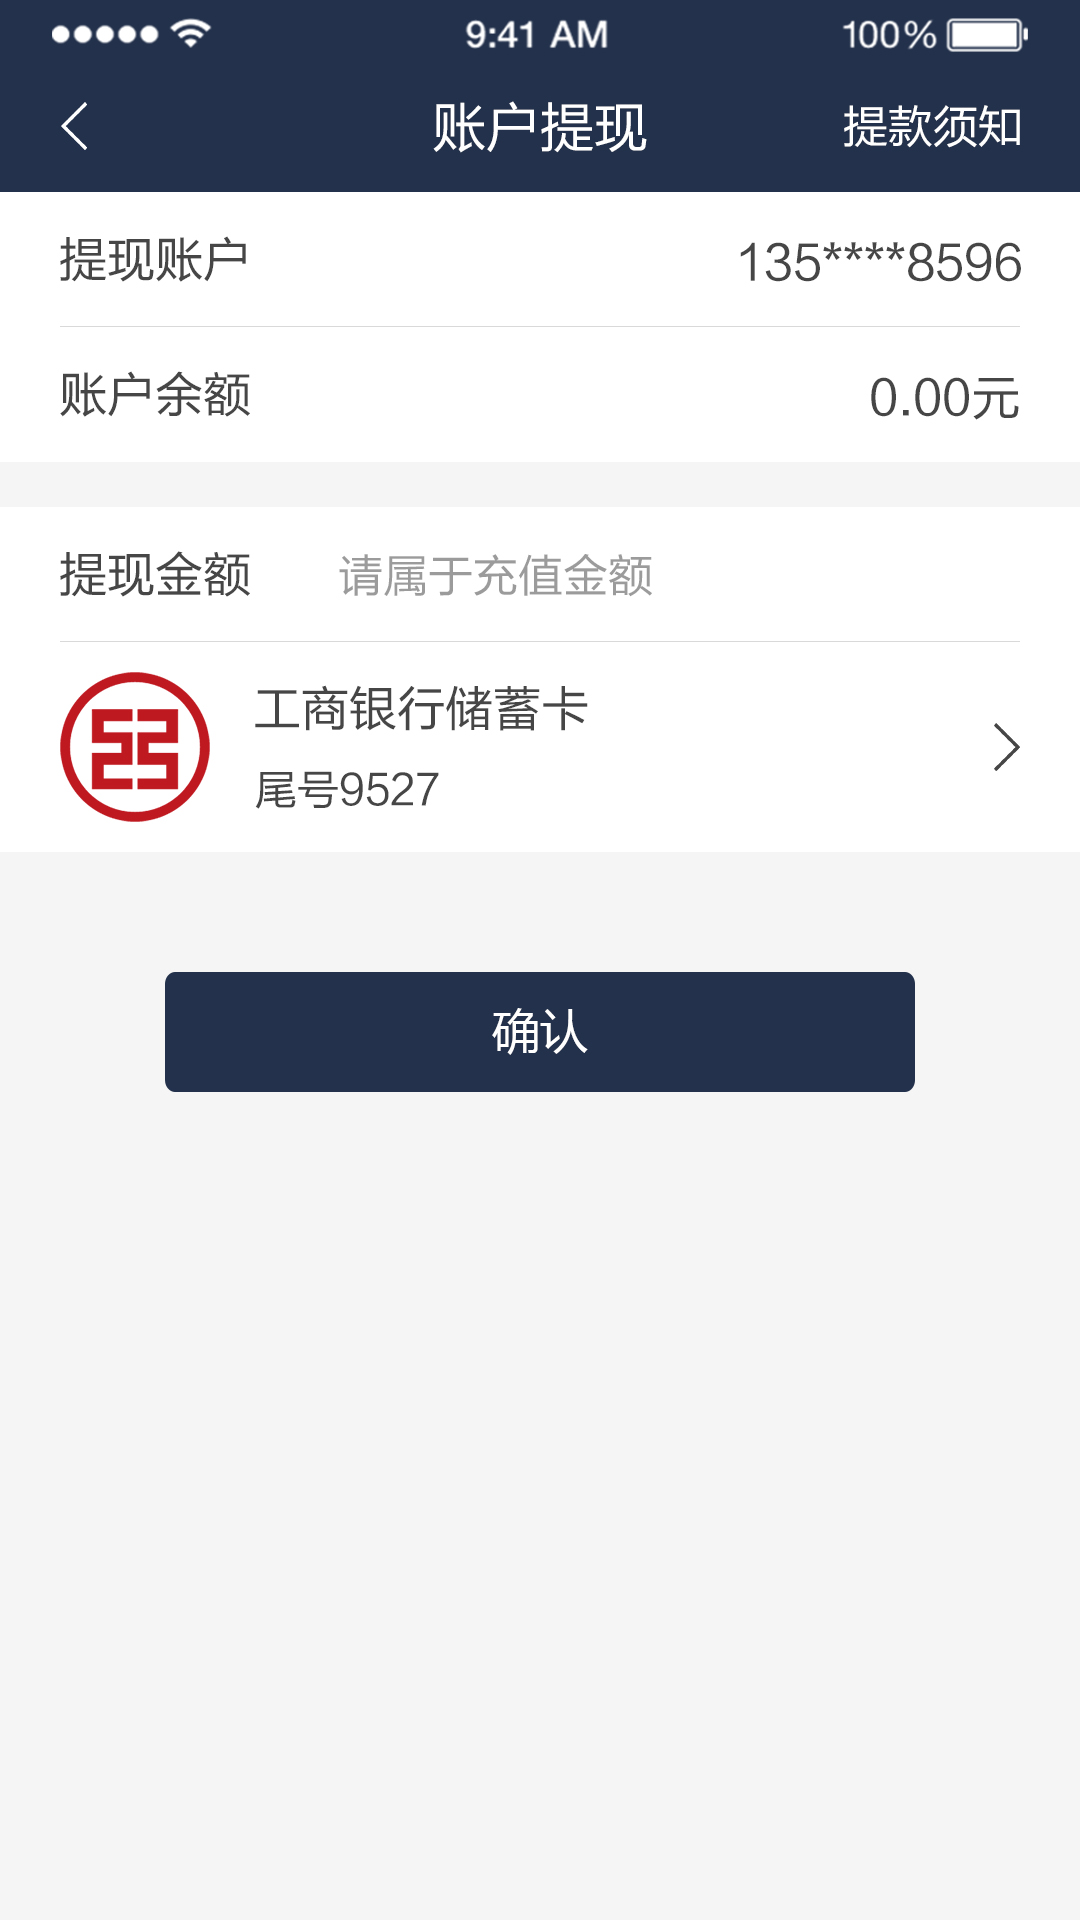 9:41 AM 100%
账户提现 提款须知
提现账户 135****8596
账户余额 0.00元
提现金额 请属于充值金额
工商银行储蓄卡
尾号9527
确认